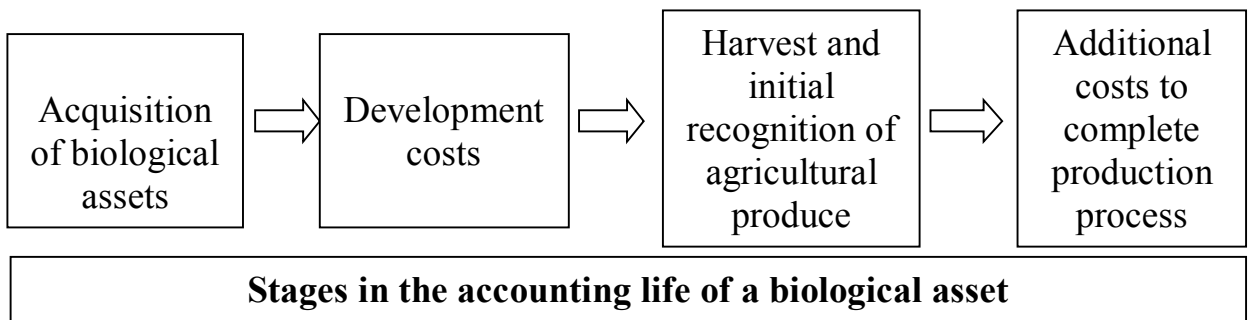 Acquisition
of biological
assets
Development
costs
Harvest and
initial
recognition of
agricultural
produce
Additional
costs to
complete
production
process
Stages in the accounting life of a biological asset